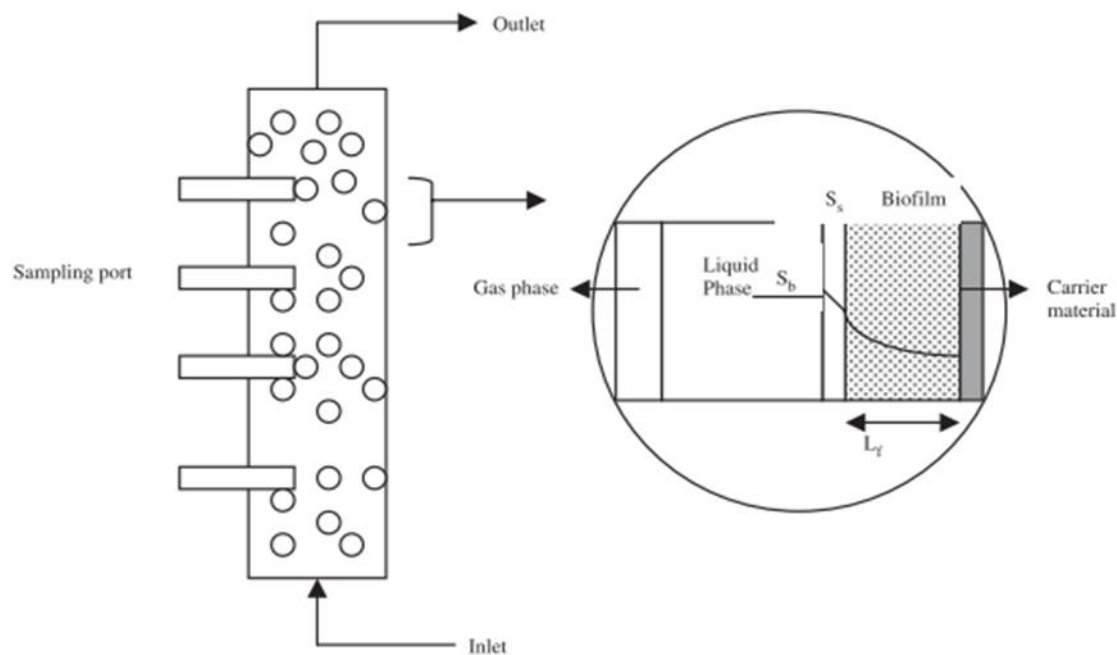 Outlet
Sampling port
Inlet
S_s
Biofilm
Liquid
Phase
S_b
Gas phase
Carrier
material
L_f